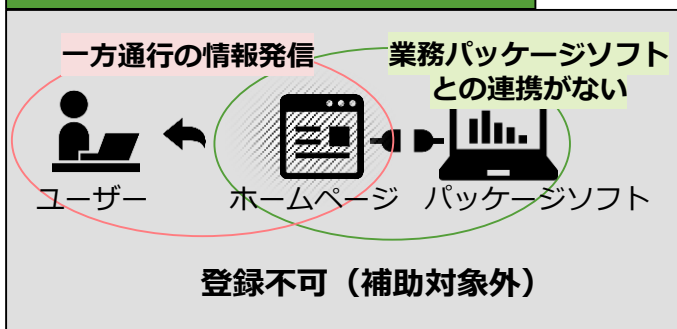 一方通行の情報発信
業務パッケージソフト
との連携がない
ユーザー
ホームページ
パッケージソフト
登録不可（補助対象外）